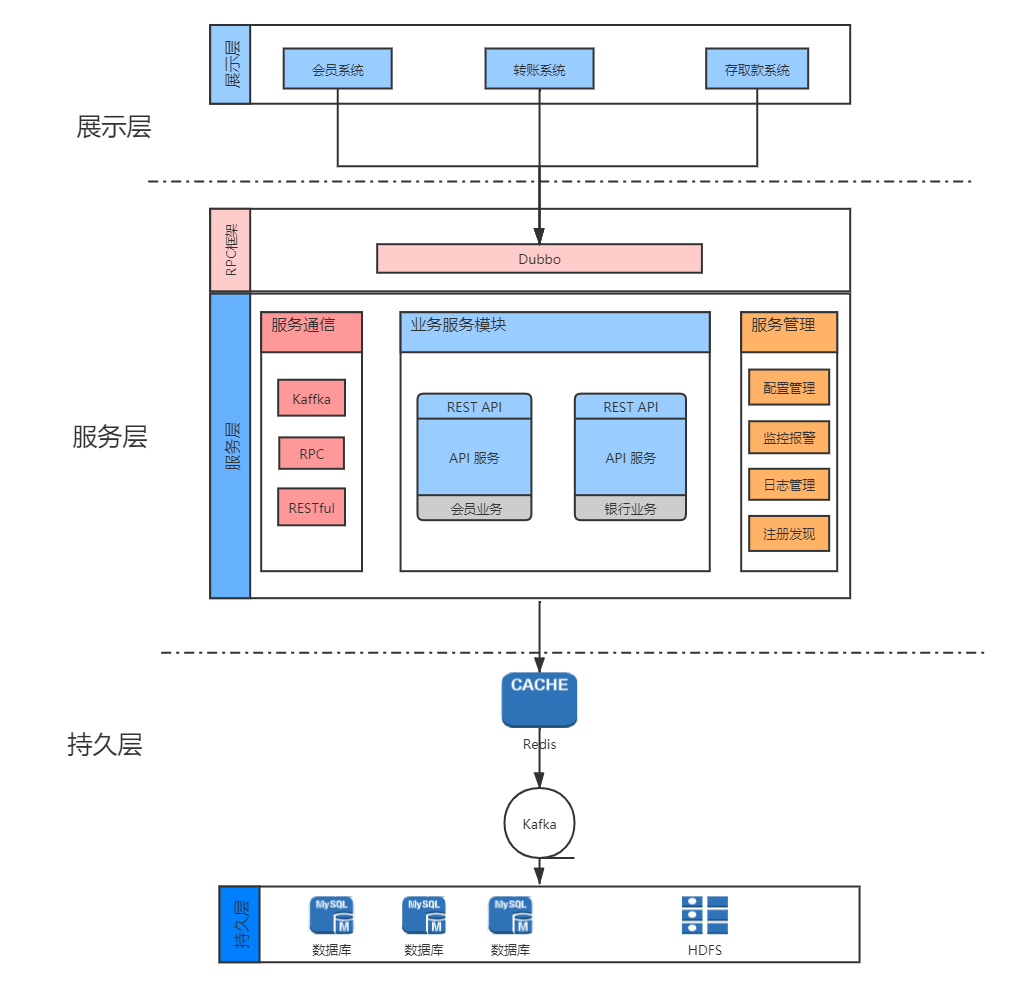 展示层
会员系统
转账系统
存取款系统
展示层
RPC框架
Dubbo
服务层
服务层
服务通信
Kaffka
RPC
RESTful
业务服务模块
REST API
API 服务
会员业务
REST API
API 服务
银行业务
服务管理
配置管理
监控报警
日志管理
注册发现
持久层
CACHE
Redis
Kafka
持久层
MySQL
M
数据库
MySQL
M
数据库
MySQL
M
数据库
HDFS